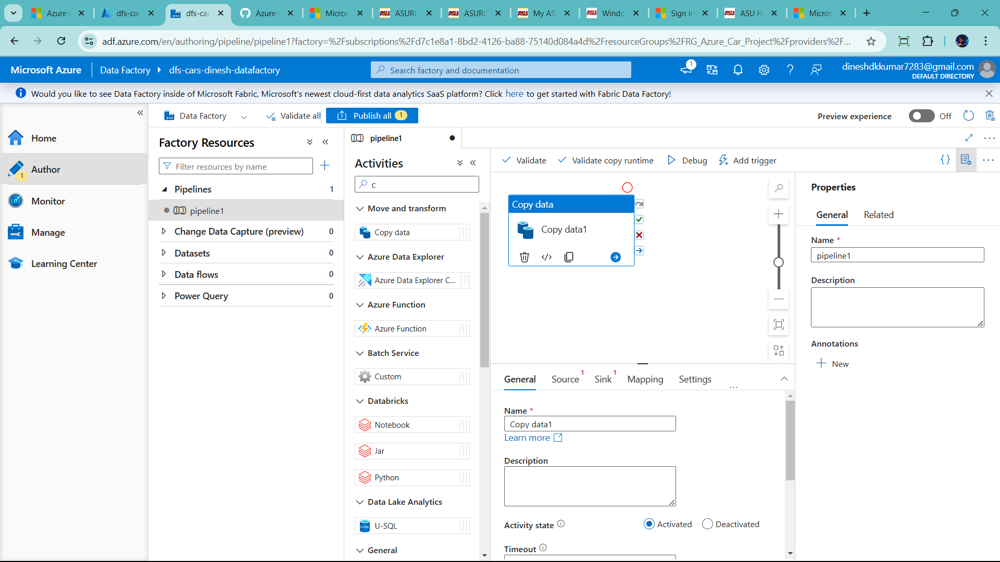 Azure
dfs-car
dfs-car
Azure-
Micros
ASURI
ASURI
My AS
Windo
Sign in
ASU H
Micros
adf.azure.com/en/authoring/pipeline/pipeline1?factory=%2Fsubscriptions%2Fd7c1e8a1-8bd2-4126-ba88-75140d084a4d%2FresourceGroups%2FRG_Azure_Car_Project%2Fproviders%2F...
Microsoft Azure
Data Factory
dfs-cars-dinesh-datafactory
Search factory and documentation
1
dineshdkkumar7283@gmail.com
DEFAULT DIRECTORY
Would you like to see Data Factory inside of Microsoft Fabric, Microsoft's newest cloud-first data analytics SaaS platform? Click here to get started with Fabric Data Factory!
Data Factory
Validate all
Publish all 1
Preview experience
Off
Home
Author
1
Monitor
Manage
Learning Center
Factory Resources
Filter resources by name
Pipelines 1
pipeline1
Change Data Capture (preview) 0
Datasets 0
Data flows 0
Power Query 0
pipeline1
Activities
c
Move and transform
Copy data
Azure Data Explorer
Azure Data Explorer C...
Azure Function
Azure Function
Batch Service
Custom
Databricks
Notebook
Jar
Python
Data Lake Analytics
U-SQL
U-SQL
General
Validate
Validate copy runtime
Debug
Add trigger
Copy data
Copy data1
General
Source 1
Sink 1
Mapping
Settings
...
Name *
Copy data1
Learn more
Description
Activity state
Activated
Deactivated
Timeout
Properties
General
Related
Name *
pipeline1
Description
Annotations
New